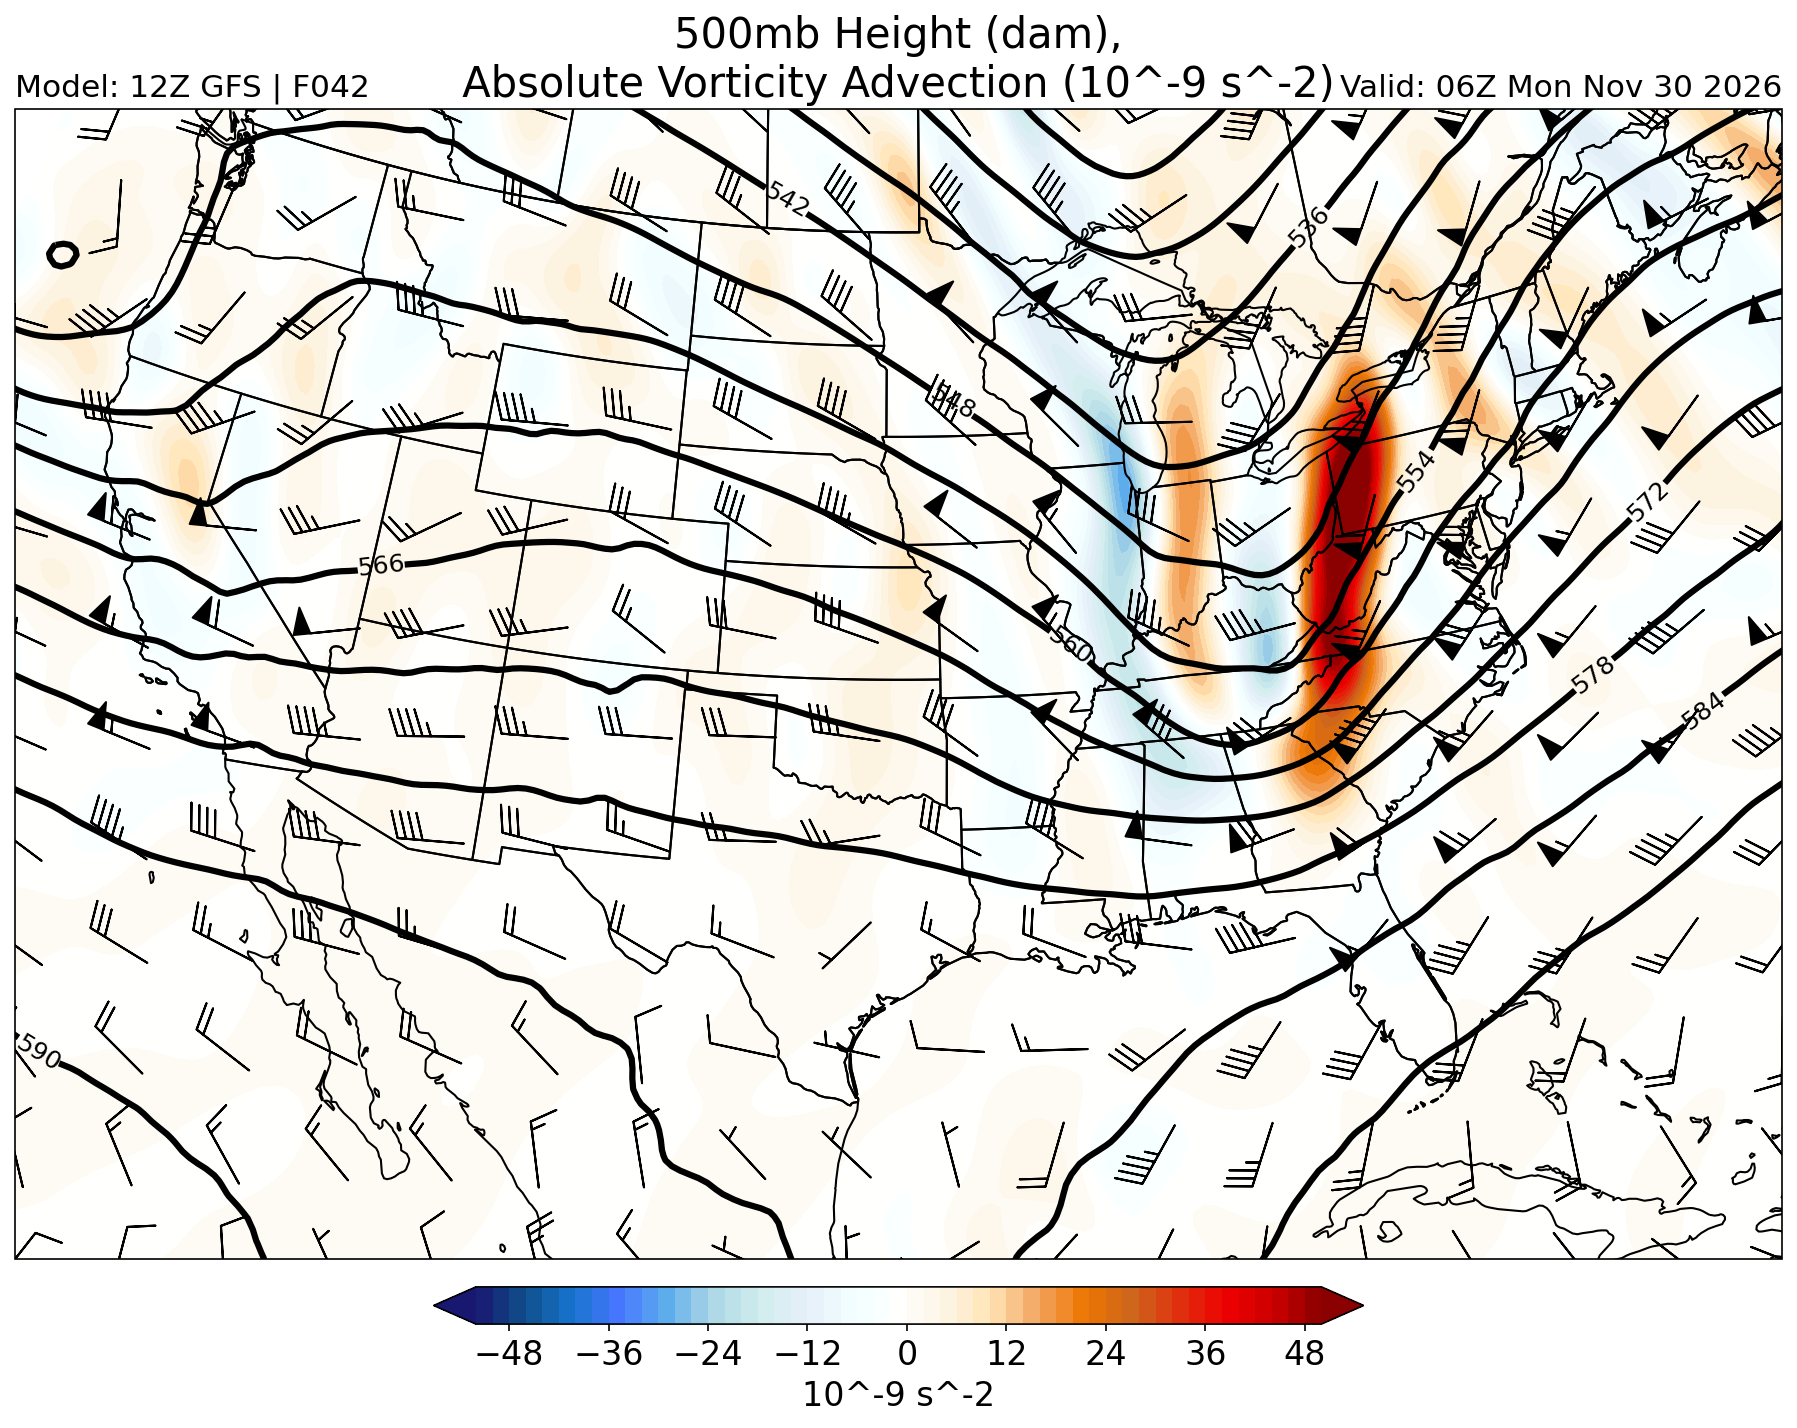 500mb Height (dam),
Model: 12Z GFS | F042
Absolute Vorticity Advection (10^-9 s^-2)
Valid: 06Z Mon Nov 30 2026
542
536
548
554
572
566
560
578
584
590
−48 −36 −24 −12 0 12 24 36 48
10^-9 s^-2